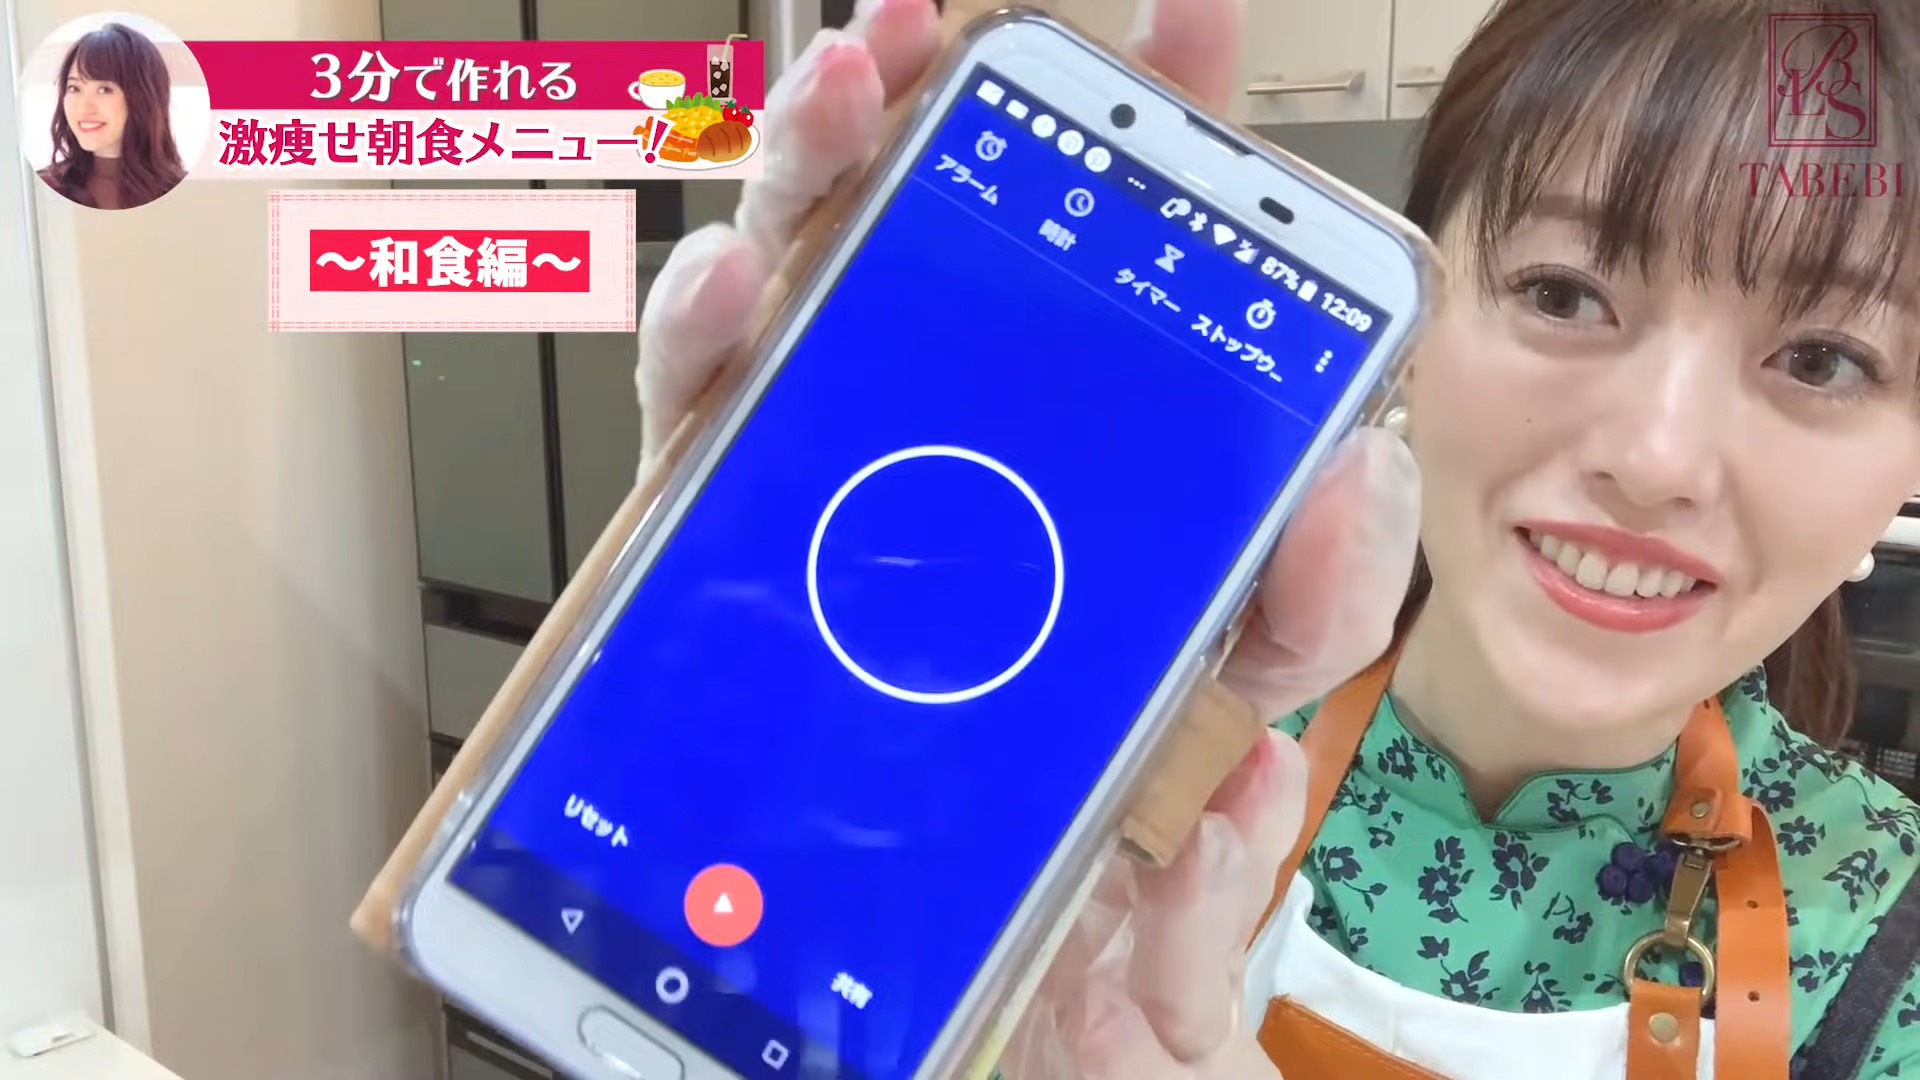 3分で作れる
激痩せ朝食メニュー!
〜和食編〜
BLS
TABEBI
87% 12:09
アラーム
時計
タイマー
ストップウ...
リセット
共有